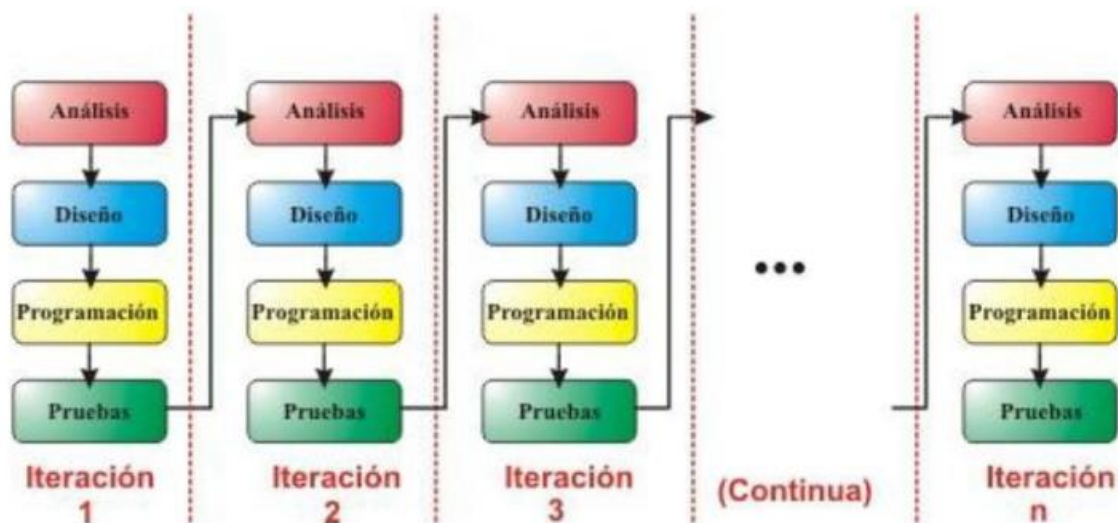 Análisis
Diseño
Programación
Pruebas
Iteración
1
Análisis
Diseño
Programación
Pruebas
Iteración
2
Análisis
Diseño
Programación
Pruebas
Iteración
3
...
(Continua)
Análisis
Diseño
Programación
Pruebas
Iteración
n